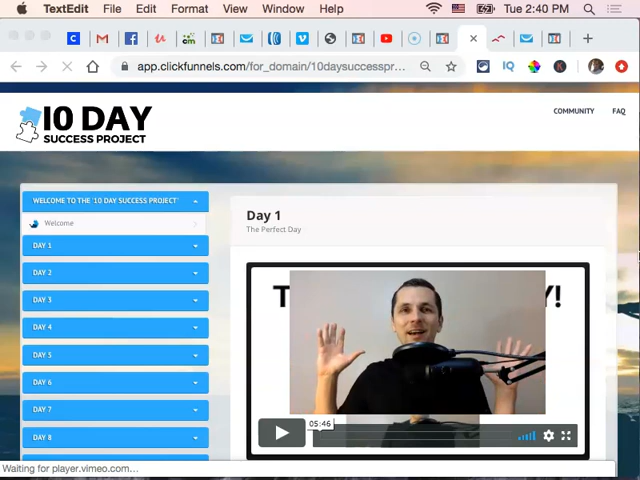 TextEdit File Edit Format View Window Help Tue 2:40 PM
app.clickfunnels.com/for_domain/10daysuccesspr...
IQ
10 DAY
SUCCESS PROJECT
COMMUNITY FAQ
WELCOME TO THE '10 DAY SUCCESS PROJECT'
Welcome
DAY 1
DAY 2
DAY 3
DAY 4
DAY 5
DAY 6
DAY 7
DAY 8
Day 1
The Perfect Day
T Y!
05:46
Waiting for player.vimeo.com...